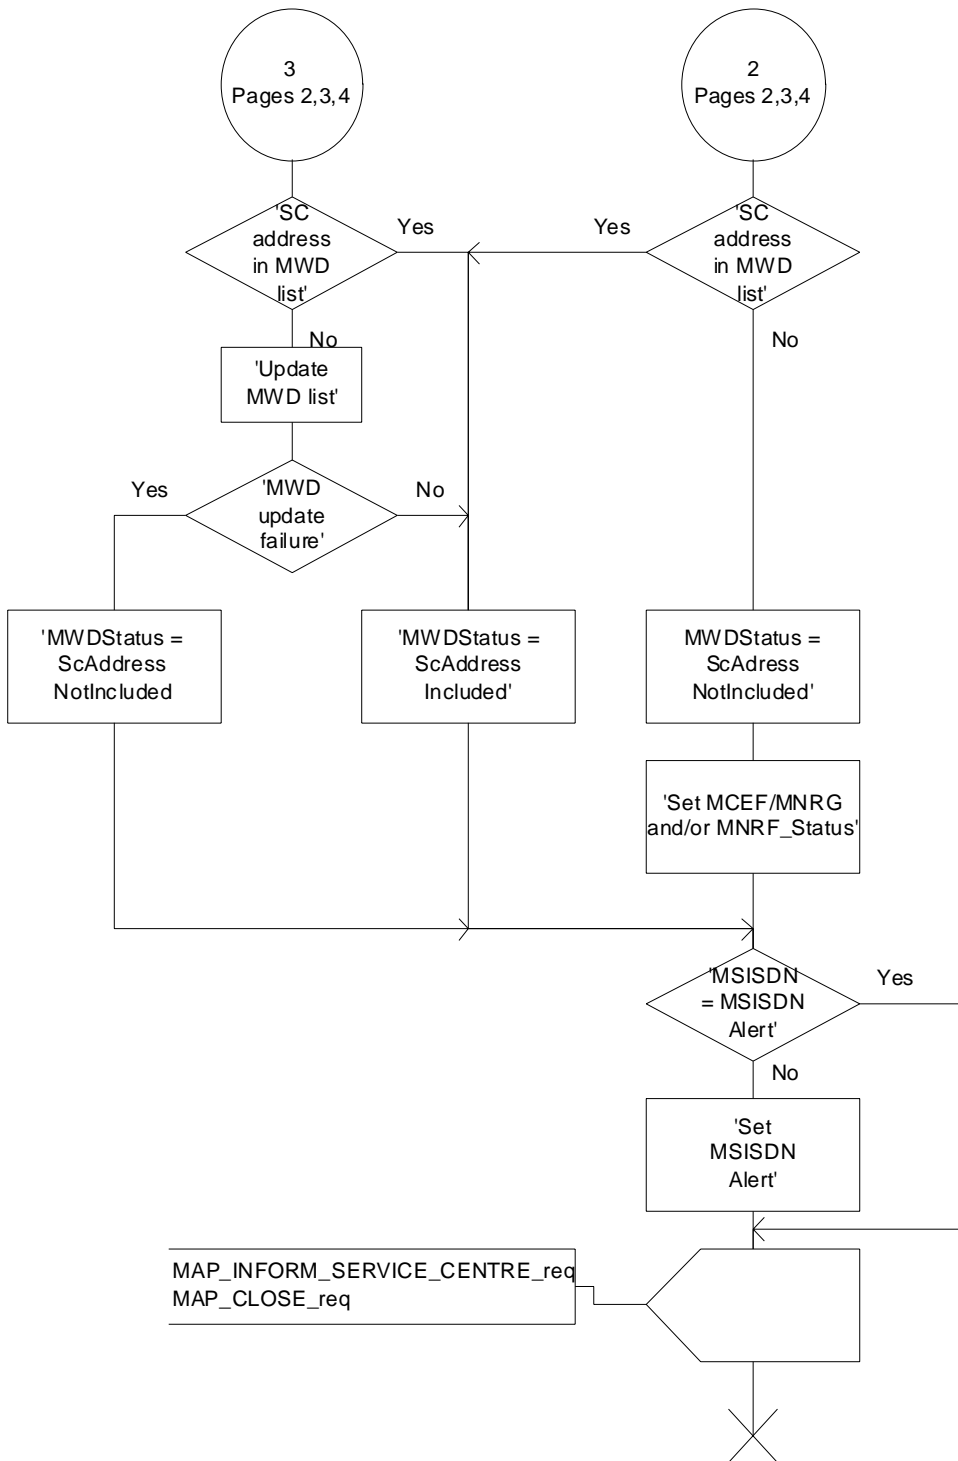 3
Pages 2,3,4
2
Pages 2,3,4
'SC
address
in MWD
list'
Yes
Yes
'SC
address
in MWD
list'
No
No
'Update
MWD list'
Yes
'MWD
update
failure'
No
'MWDStatus =
ScAddress
NotIncluded
'MWDStatus =
ScAddress
Included'
MWDStatus =
ScAdress
NotIncluded'
'Set MCEF/MNRG
and/or MNRF_Status'
'MSISDN
= MSISDN
Alert'
Yes
No
'Set
MSISDN
Alert'
MAP_INFORM_SERVICE_CENTRE_req
MAP_CLOSE_req